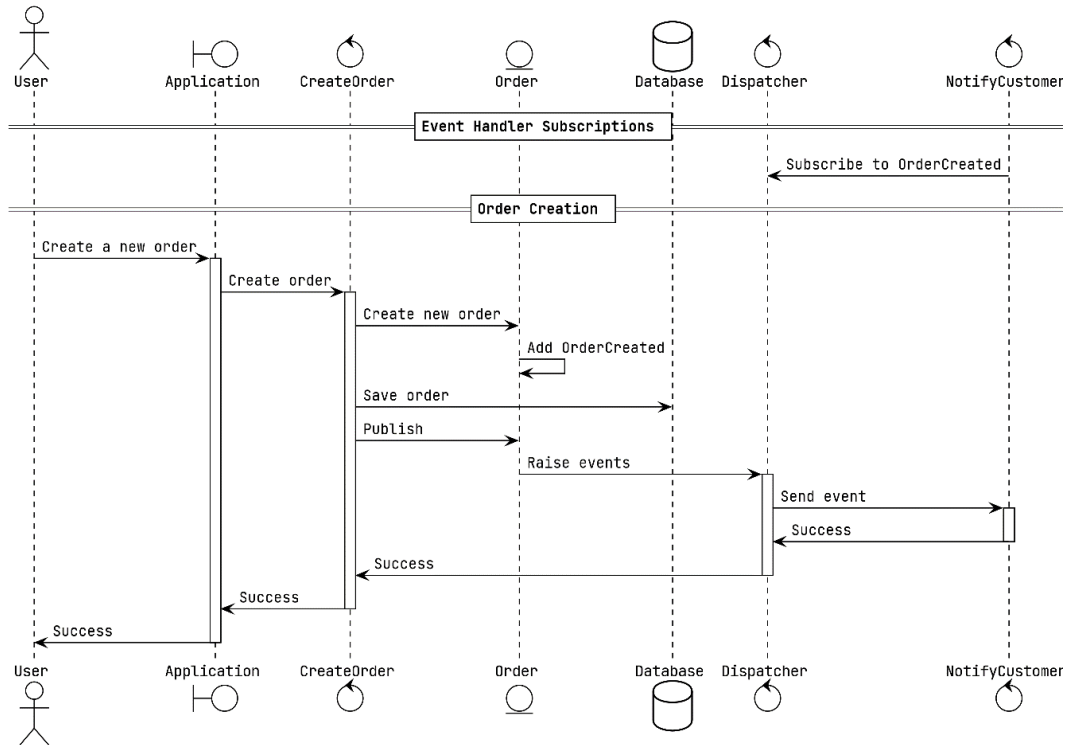 User Application CreateOrder Order Database Dispatcher NotifyCustomer
Event Handler Subscriptions
Subscribe to OrderCreated
Order Creation
Create a new order
Create order
Create new order
Add OrderCreated
Save order
Publish
Raise events
Send event
Success
Success
Success
Success
User Application CreateOrder Order Database Dispatcher NotifyCustomer